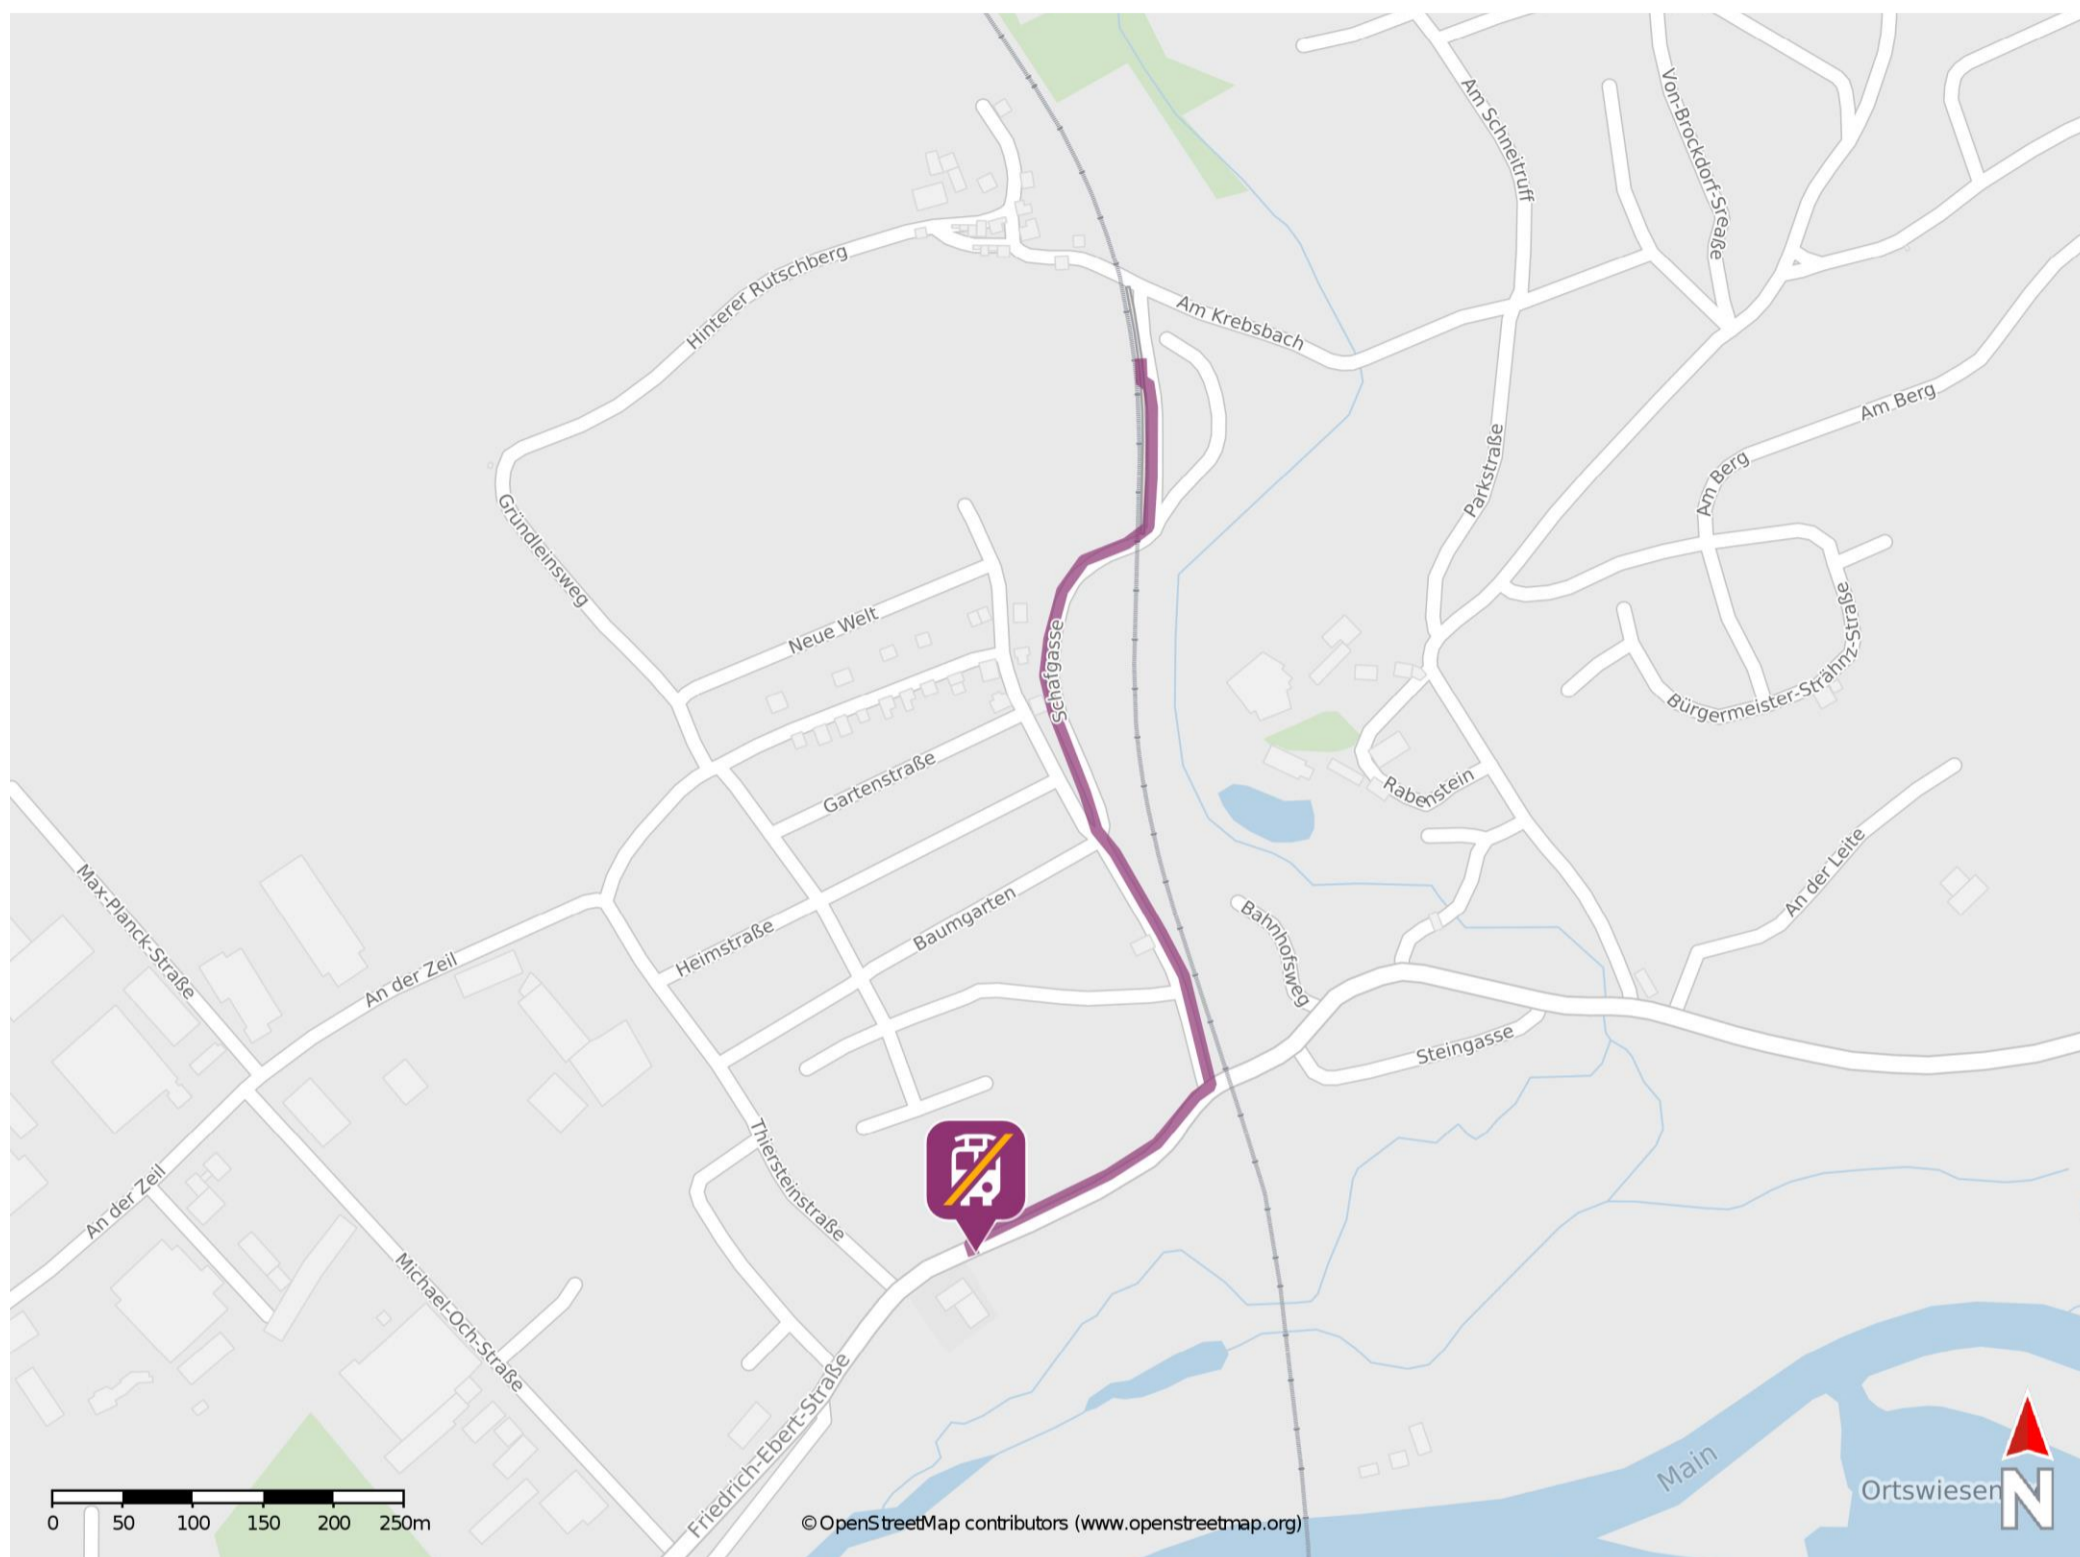 Am Schneitruff
Von-Brockdorf-Sreaße
Hinterer Rutschberg
Am Krebsbach
Am Berg
Parkstraße
Am Berg
Gründleinsweg
Neue Welt
Schafgasse
Bürgermeister-Strähnz-Straße
Gartenstraße
Rabenstein
Max-Planck-Straße
An der Leite
Baumgarten
Heimstraße
Bahnhofsweg
An der Zeil
Steingasse
Thiersteinstraße
An der Zeil
Michael-Och-Straße
Friedrich-Ebert-Straße
Main
Ortswiesen
N
0 50 100 150 200 250m
© OpenStreetMap contributors (www.openstreetmap.org)